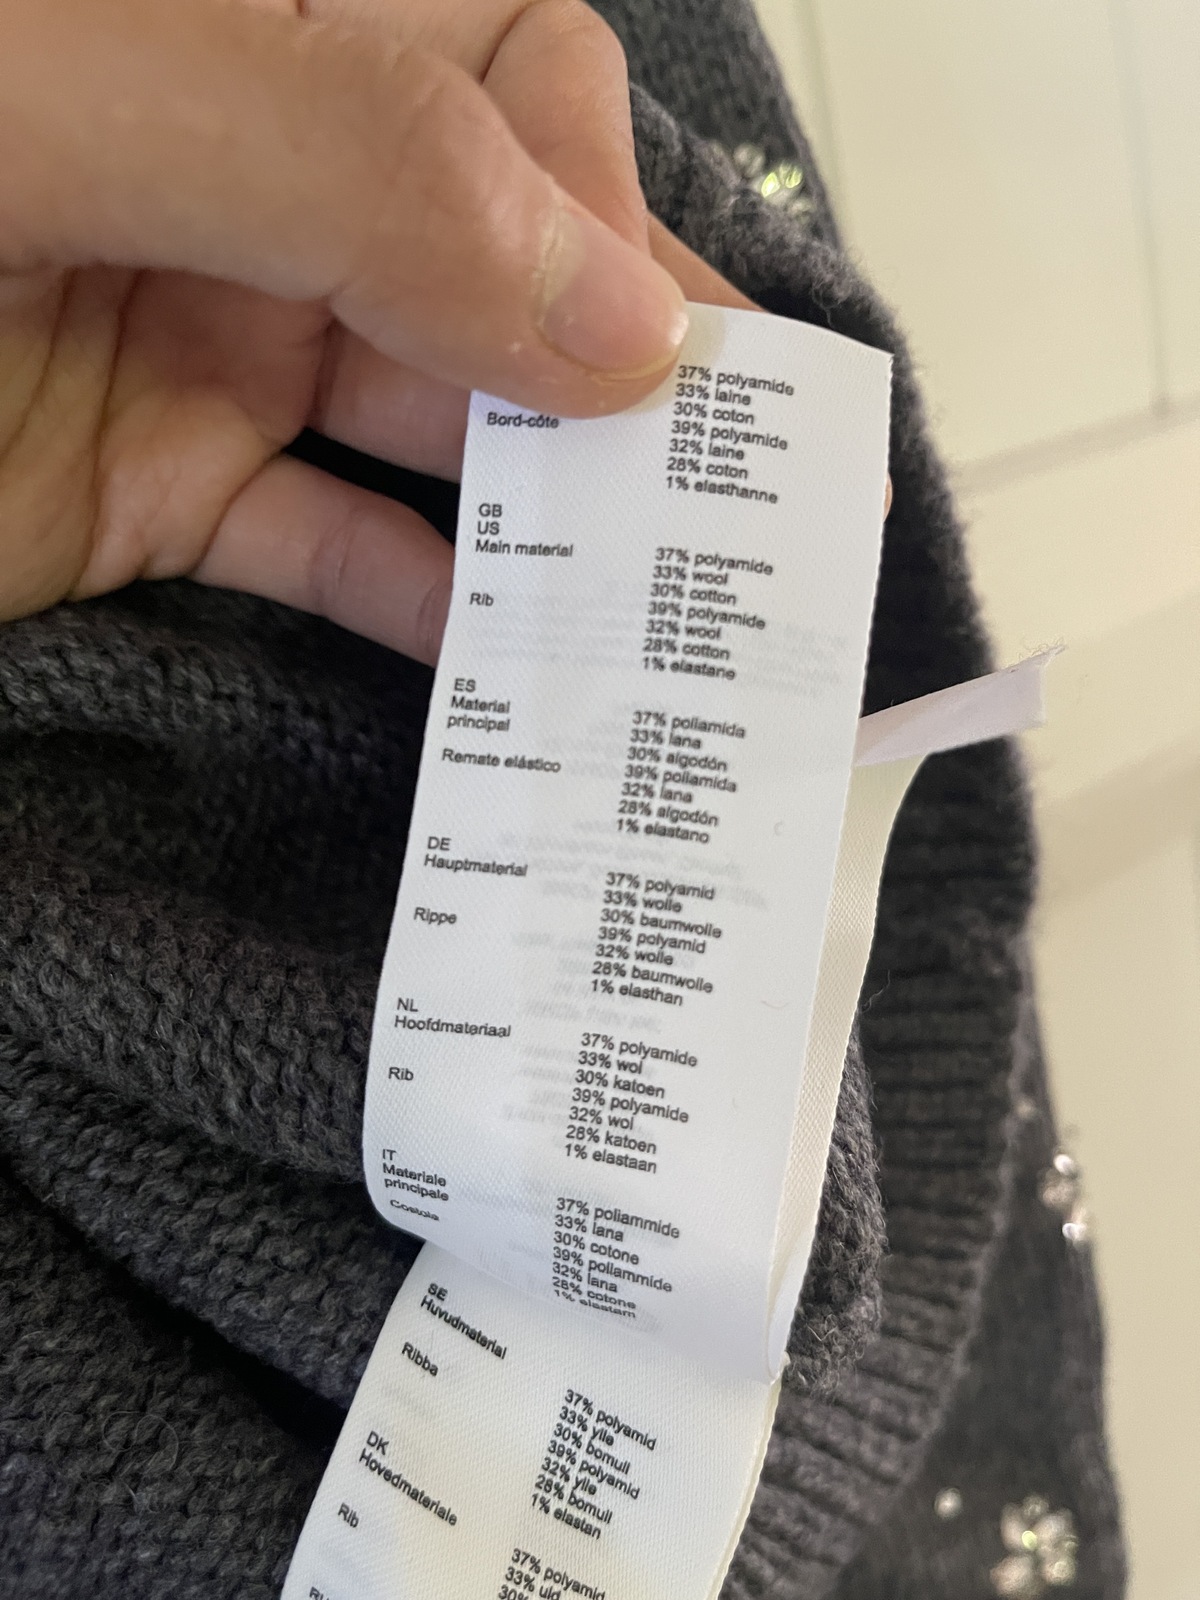 37% polyamide
33% laine
30% coton
Bord-côte
39% polyamide
32% laine
28% coton
1% elasthanne
GB
US
Main material
37% polyamide
33% wool
30% cotton
Rib
39% polyamide
32% wool
28% cotton
1% elastane
ES
Material
principal
37% poliamida
33% lana
30% algodón
Remate elástico
39% poliamida
32% lana
28% algodón
1% elastano
DE
Hauptmaterial
37% polyamid
33% wolle
30% baumwolle
Rippe
39% polyamid
32% wolle
28% baumwolle
1% elasthan
NL
Hoofdmateriaal
37% polyamide
33% wol
30% katoen
Rib
39% polyamide
32% wol
28% katoen
1% elastaan
IT
Materiale
principale
37% poliammide
33% lana
30% cotone
Costola
39% poliammide
32% lana
28% cotone
1% elastam
SE
Huvudmaterial
37% polyamid
33% ylle
30% bomull
Ribba
39% polyamid
32% ylle
28% bomull
1% elastan
DK
Hovedmateriale
37% polyamid
33% uld
30%
Rib